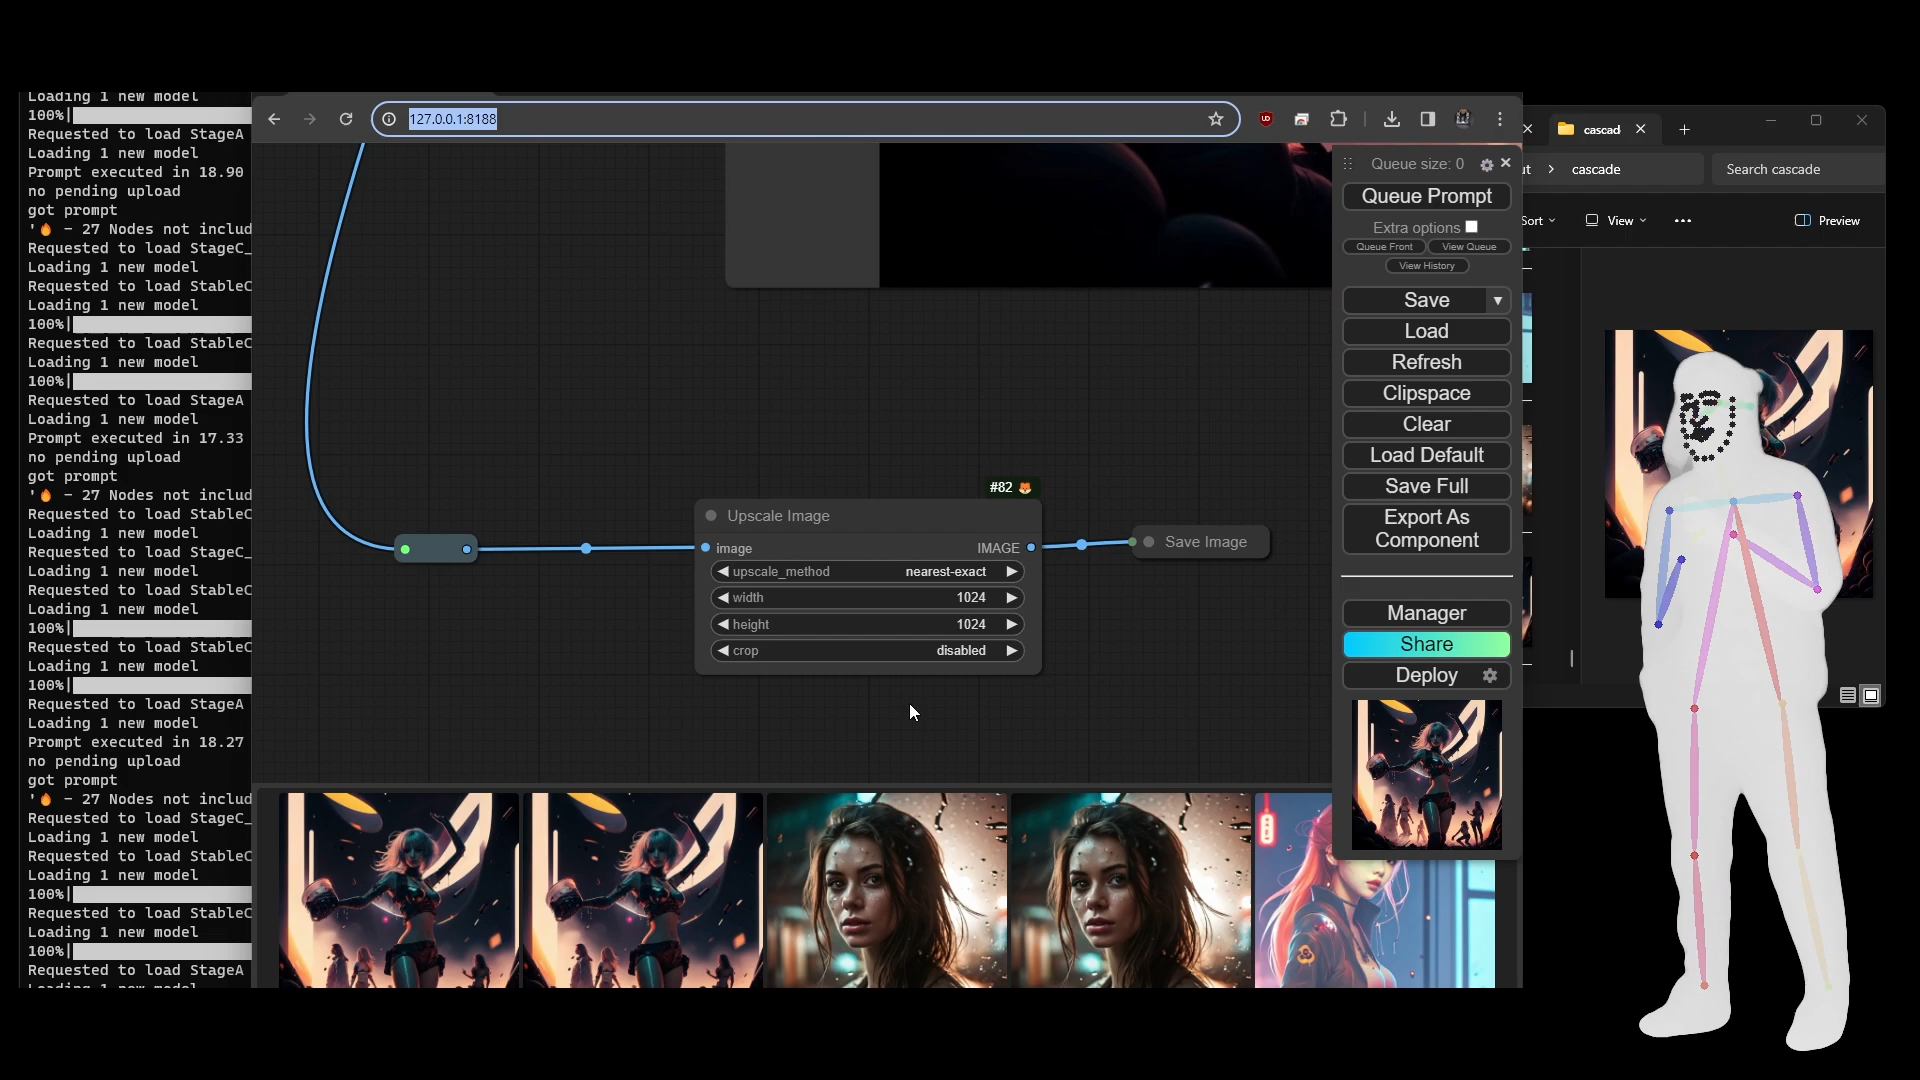 Loading 1 new model
100%|
Requested to load StageA
Loading 1 new model
Prompt executed in 18.90
no pending upload
got prompt
'🔥 - 27 Nodes not includ
Requested to load StageC_
Loading 1 new model
Requested to load StableC
Loading 1 new model
100%|
Requested to load StableC
Loading 1 new model
100%|
Requested to load StageA
Loading 1 new model
Prompt executed in 17.33
no pending upload
got prompt
'🔥 - 27 Nodes not includ
Requested to load StableC
Loading 1 new model
Requested to load StageC_
Loading 1 new model
Requested to load StableC
Loading 1 new model
100%|
Requested to load StableC
Loading 1 new model
100%|
Requested to load StageA
Loading 1 new model
Prompt executed in 18.27
no pending upload
got prompt
'🔥 - 27 Nodes not includ
Requested to load StageC_
Loading 1 new model
Requested to load StableC
Loading 1 new model
100%|
Requested to load StableC
Loading 1 new model
100%|
Requested to load StageA
127.0.0.1:8188
#82 🦊
Upscale Image
image IMAGE
upscale_method nearest-exact
width 1024
height 1024
crop disabled
Save Image
Queue size: 0
Queue Prompt
Extra options
Queue Front View Queue
View History
Save
Load
Refresh
Clipspace
Clear
Load Default
Save Full
Export As
Component
Manager
Share
Deploy
cascad
ut > cascade Search cascade
Sort View Preview